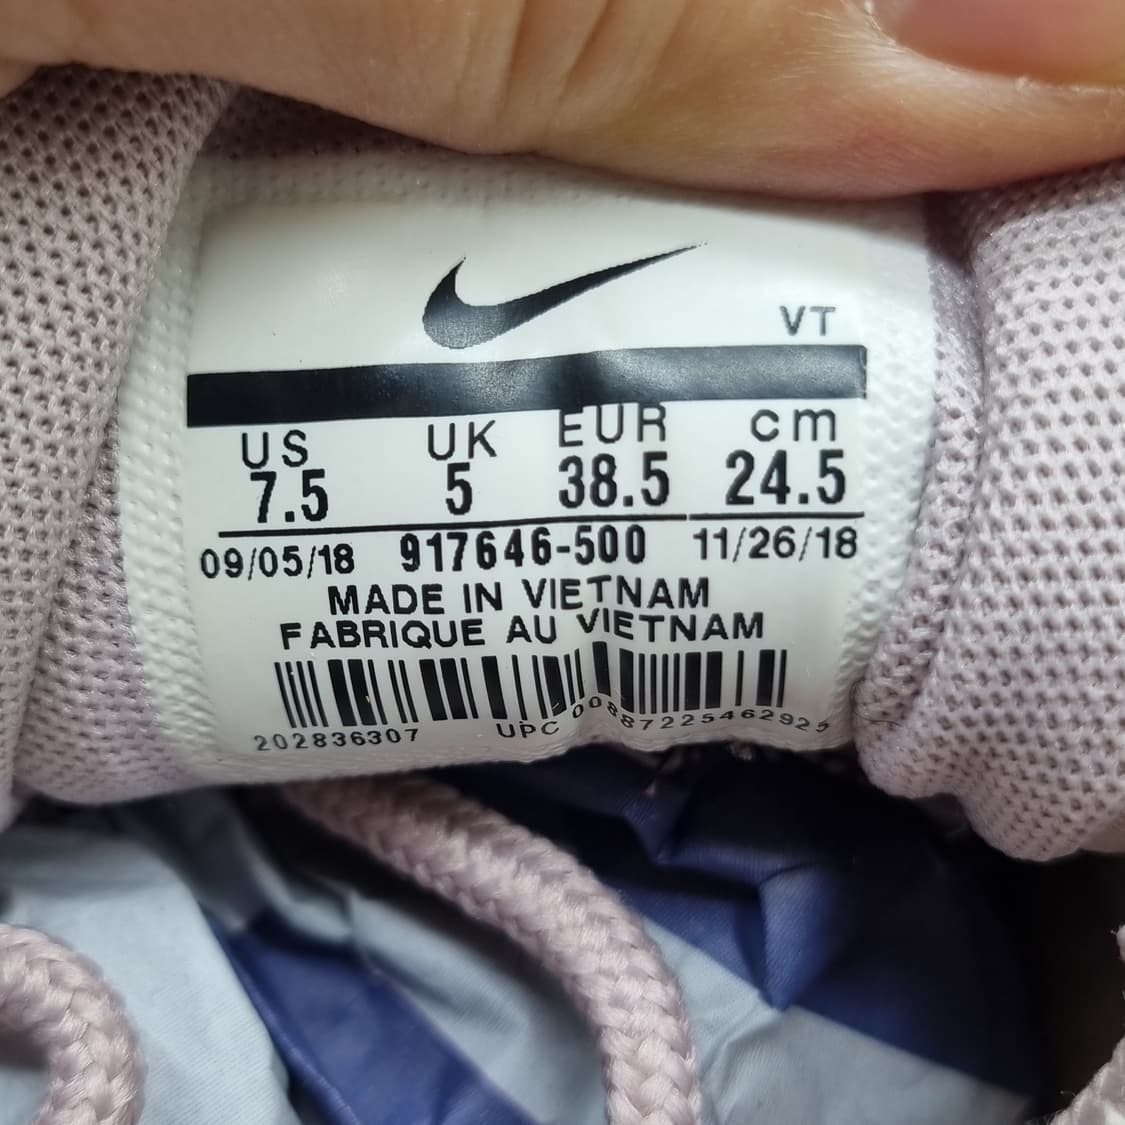 VT
US UK EUR cm
7.5 5 38.5 24.5
09/05/18 917646-500 11/26/18
MADE IN VIETNAM
FABRIQUE AU VIETNAM
202836307 UPC 00887225462925